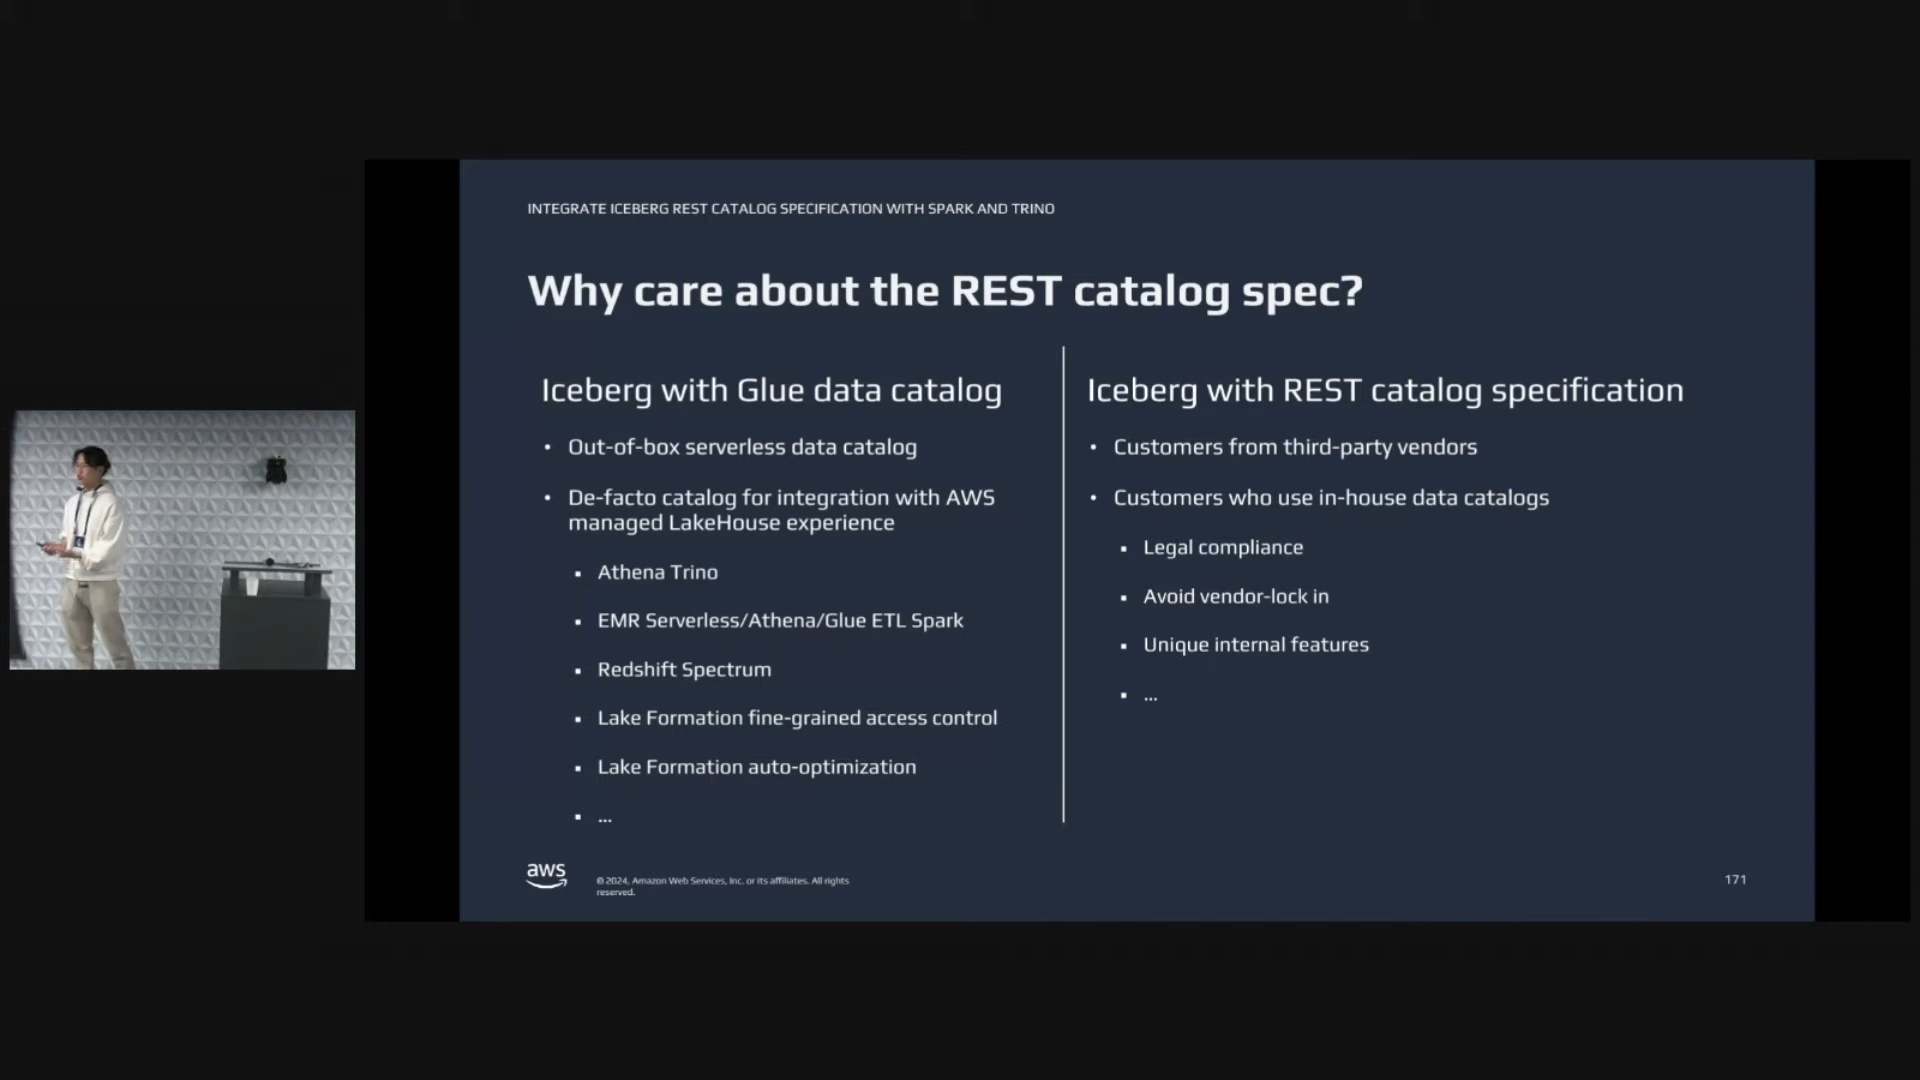 INTEGRATE ICEBERG REST CATALOG SPECIFICATION WITH SPARK AND TRINO
Why care about the REST catalog spec?
Iceberg with Glue data catalog
• Out-of-box serverless data catalog
• De-facto catalog for integration with AWS
managed LakeHouse experience
▪ Athena Trino
▪ EMR Serverless/Athena/Glue ETL Spark
▪ Redshift Spectrum
▪ Lake Formation fine-grained access control
▪ Lake Formation auto-optimization
▪ ...
Iceberg with REST catalog specification
• Customers from third-party vendors
• Customers who use in-house data catalogs
▪ Legal compliance
▪ Avoid vendor-lock in
▪ Unique internal features
▪ ...
aws
© 2024, Amazon Web Services, Inc. or its affiliates. All rights
reserved.
171